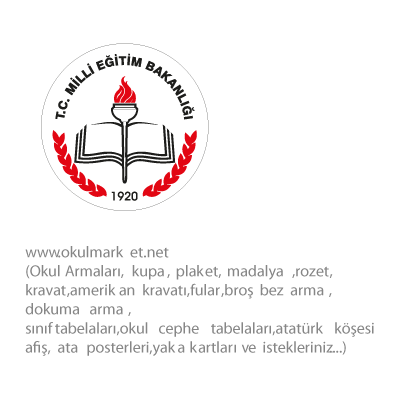 T.C. MİLLİ EĞİTİM BAKANLIĞI
1920
www.okulmark et.net
(Okul Armaları, kupa, plaket, madalya ,rozet,
kravat,amerik an kravatı,fular,broş bez arma ,
dokuma arma ,
sınıf tabelaları,okul cephe tabelaları,atatürk köşesi
afiş, ata posterleri,yak a kartları ve istekleriniz...)